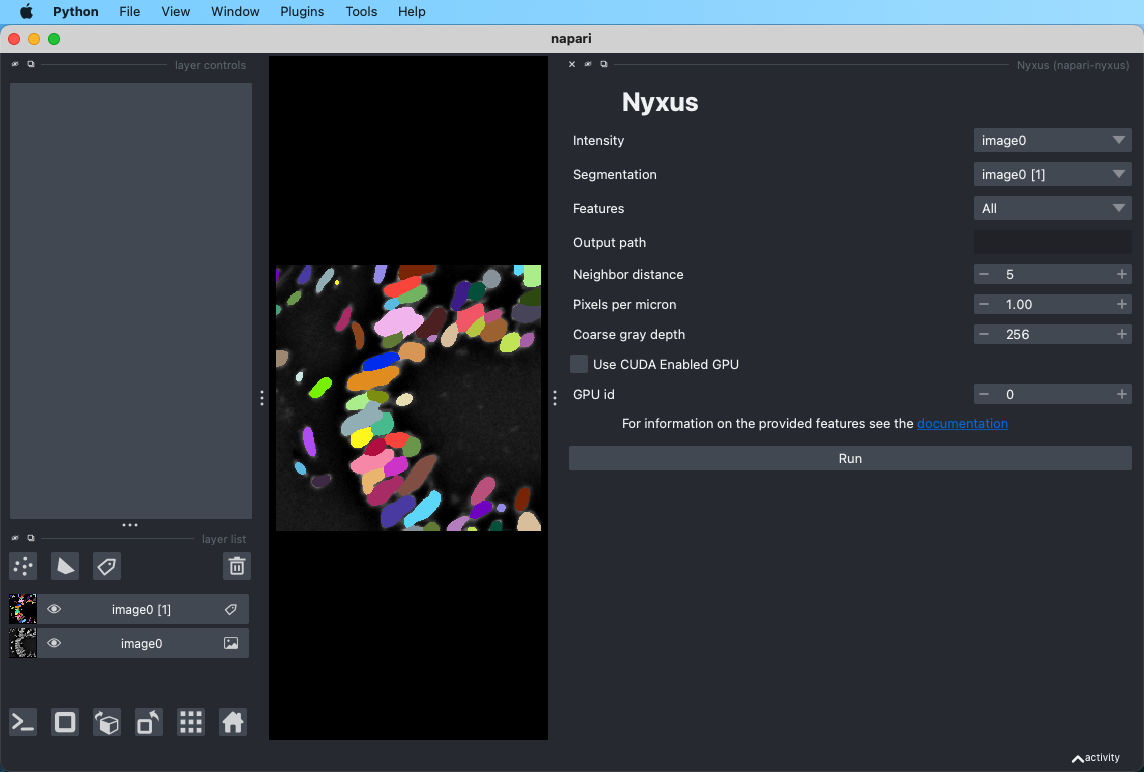 Python File View Window Plugins Tools Help
napari
layer controls
Nyxus (napari-nyxus)
Nyxus
Intensity image0
Segmentation image0 [1]
Features All
Output path
Neighbor distance − 5 +
Pixels per micron − 1.00 +
Coarse gray depth − 256 +
Use CUDA Enabled GPU
GPU id − 0 +
For information on the provided features see the documentation
Run
layer list
image0 [1]
image0
activity